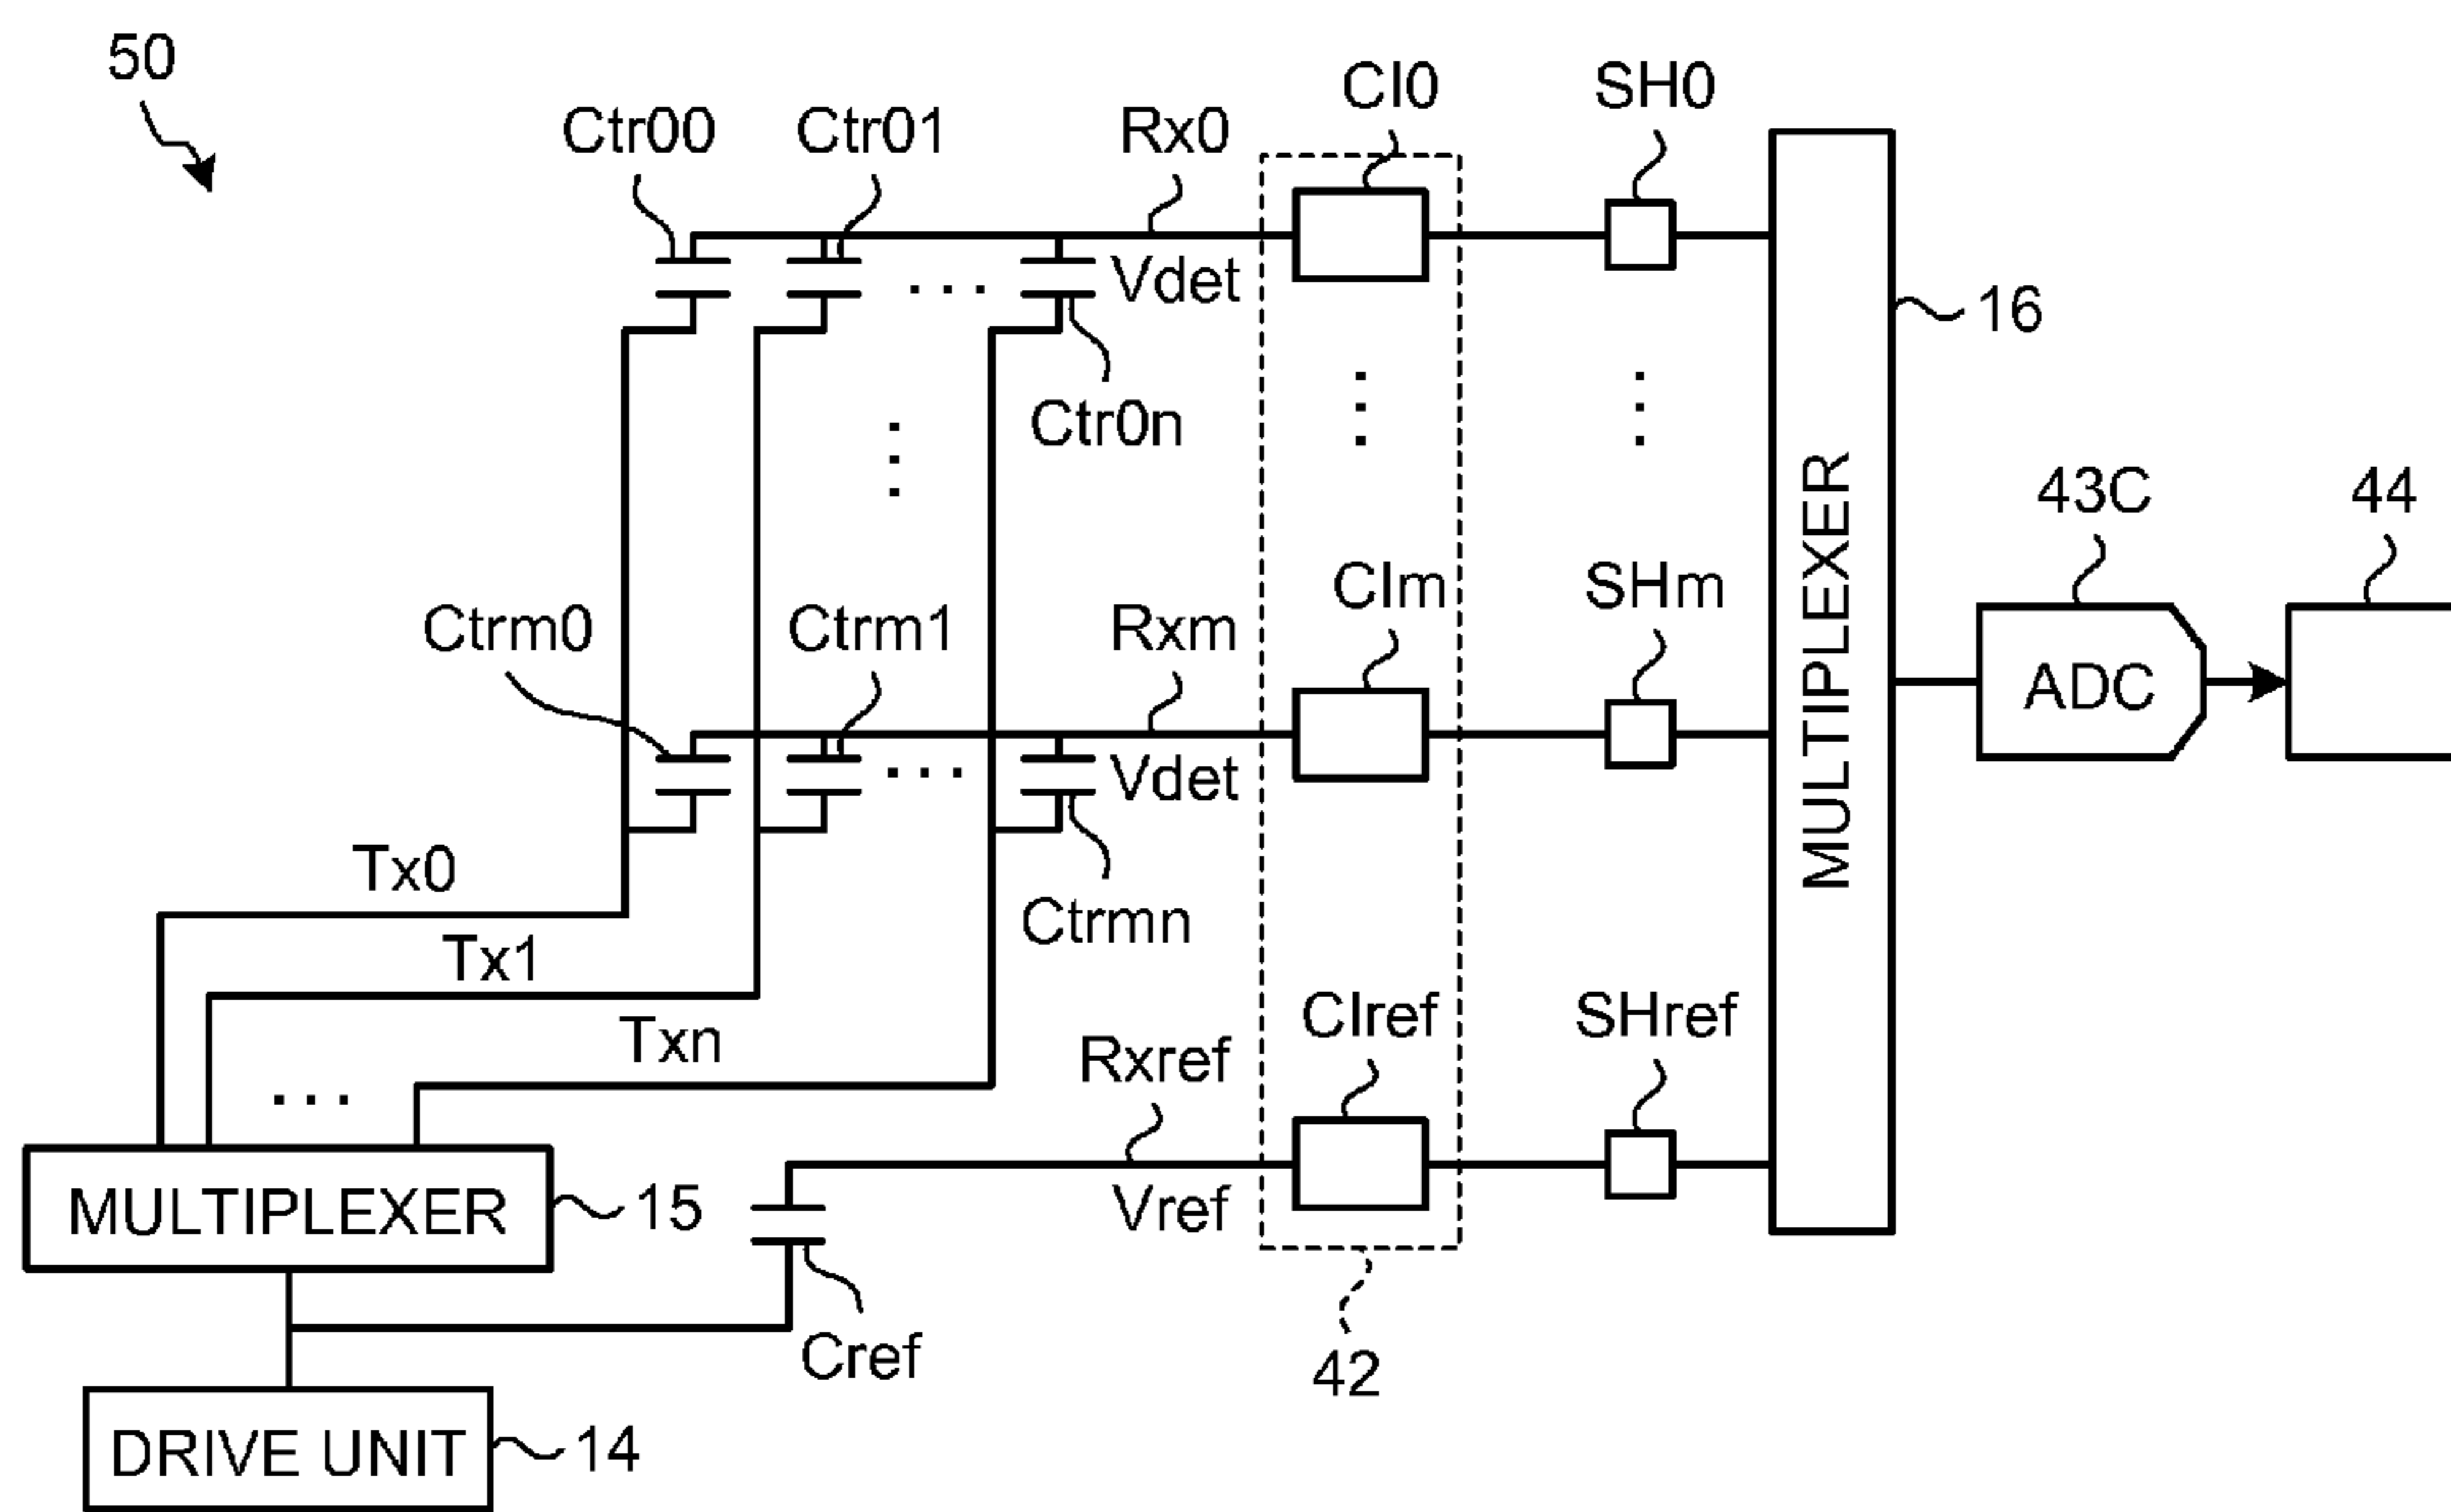 50
Ctr00
Ctr01
Rx0
CI0
SH0
Vdet
16
Ctr0n
MULTIPLEXER
43C
44
Ctrm0
Ctrm1
Rxm
CIm
SHm
ADC
Vdet
Tx0
Ctrmn
Tx1
Txn
Rxref
CIref
SHref
MULTIPLEXER
15
Vref
Cref
42
DRIVE UNIT
14